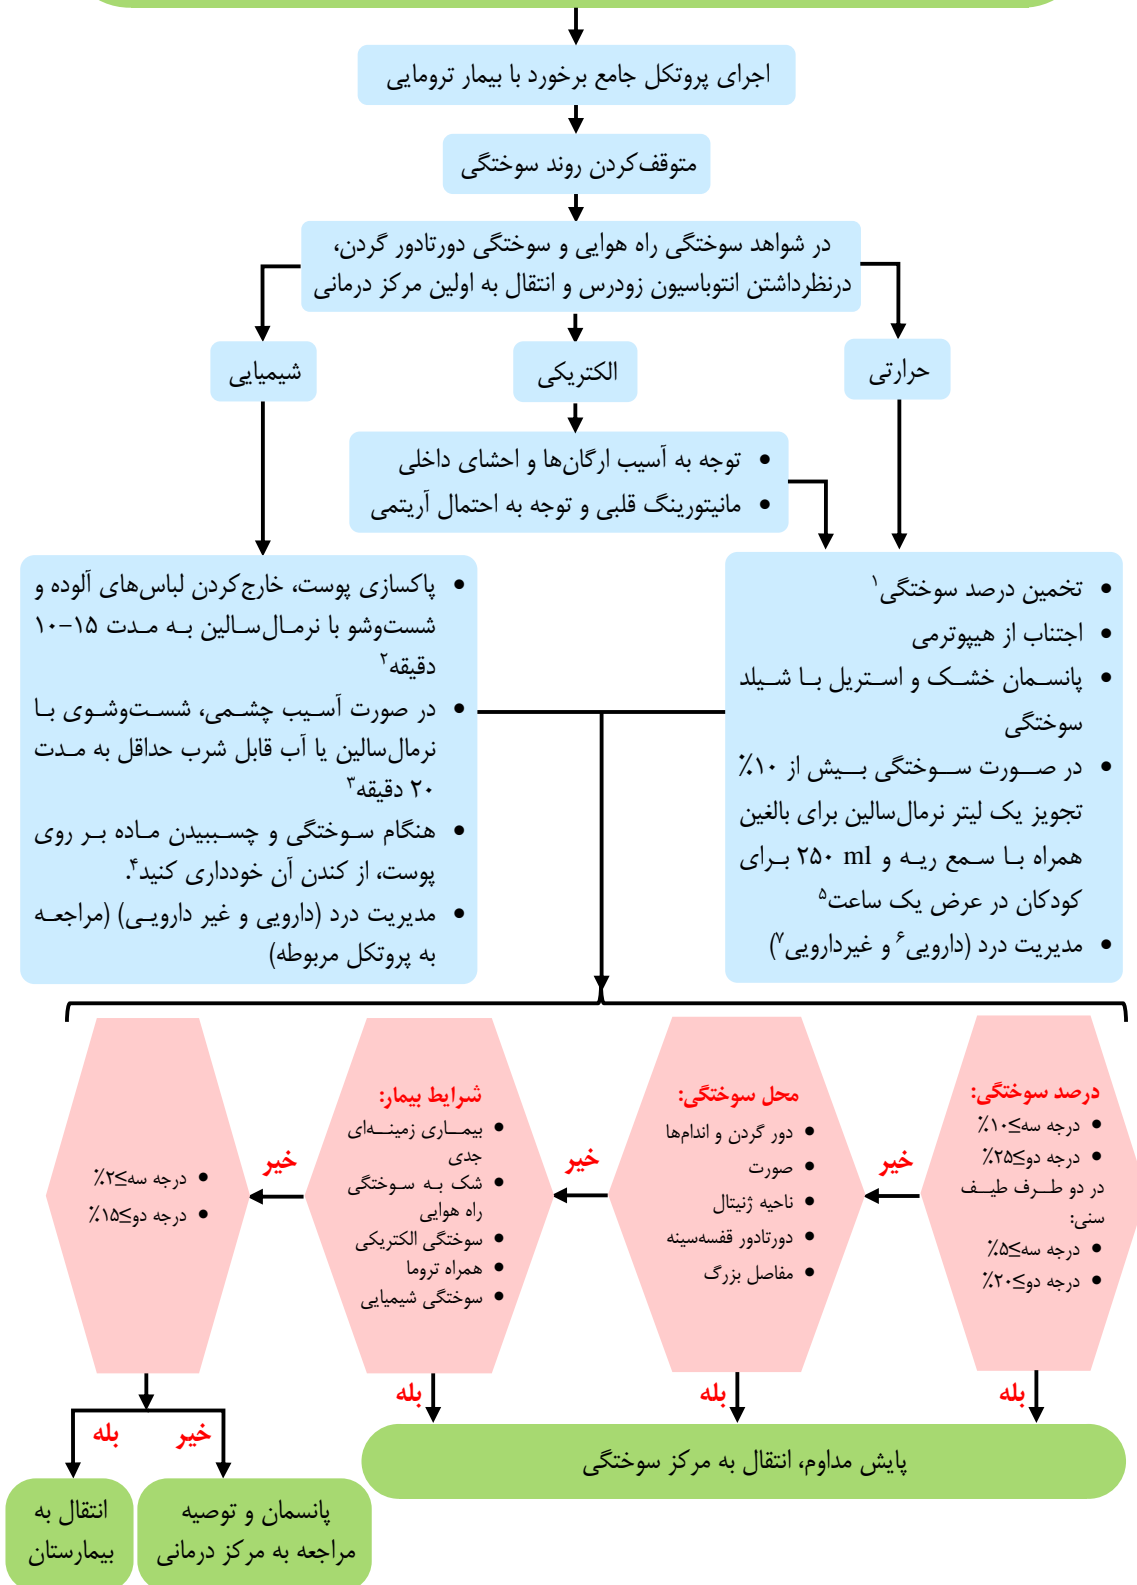 اجرای پروتکل جامع برخورد با بیمار ترومایی
متوقف‌کردن روند سوختگی
در شواهد سوختگی راه هوایی و سوختگی دورتادور گردن،
درنظرداشتن انتوباسیون زودرس و انتقال به اولین مرکز درمانی
حرارتی
الکتریکی
شیمیایی
• توجه به آسیب ارگان‌ها و احشای داخلی
• مانیتورینگ قلبی و توجه به احتمال آریتمی
• تخمین درصد سوختگی۱
• اجتناب از هیپوترمی
• پانسمان خشک و استریل با شیلد
سوختگی
• در صورت سوختگی بیش از ۱۰٪
تجویز یک لیتر نرمال‌سالین برای بالغین
همراه با سمع ریه و ۲۵۰ ml برای
کودکان در عرض یک ساعت۵
• مدیریت درد (دارویی۶ و غیردارویی۷)
• پاکسازی پوست، خارج‌کردن لباس‌های آلوده و
شست‌وشو با نرمال‌سالین به مدت ۱۵-۱۰
دقیقه۲
• در صورت آسیب چشمی، شست‌وشوی با
نرمال‌سالین یا آب قابل شرب حداقل به مدت
۲۰ دقیقه۳
• هنگام سوختگی و چسبیدن ماده بر روی
پوست، از کندن آن خودداری کنید۴.
• مدیریت درد (دارویی و غیر دارویی) (مراجعه
به پروتکل مربوطه)
درصد سوختگی:
• درجه سه≥۱۰٪
• درجه دو≥۲۵٪
در دو طرف طیف
سنی:
• درجه سه≥۵٪
• درجه دو≥۲۰٪
خیر
محل سوختگی:
• دور گردن و اندام‌ها
• صورت
• ناحیه ژنیتال
• دورتادور قفسه‌سینه
• مفاصل بزرگ
خیر
شرایط بیمار:
• بیماری زمینه‌ای
جدی
• شک به سوختگی
راه هوایی
• سوختگی الکتریکی
• همراه تروما
• سوختگی شیمیایی
خیر
• درجه سه≥۲٪
• درجه دو≥۱۵٪
بله
بله
بله
پایش مداوم، انتقال به مرکز سوختگی
خیر
بله
پانسمان و توصیه
مراجعه به مرکز درمانی
انتقال به
بیمارستان